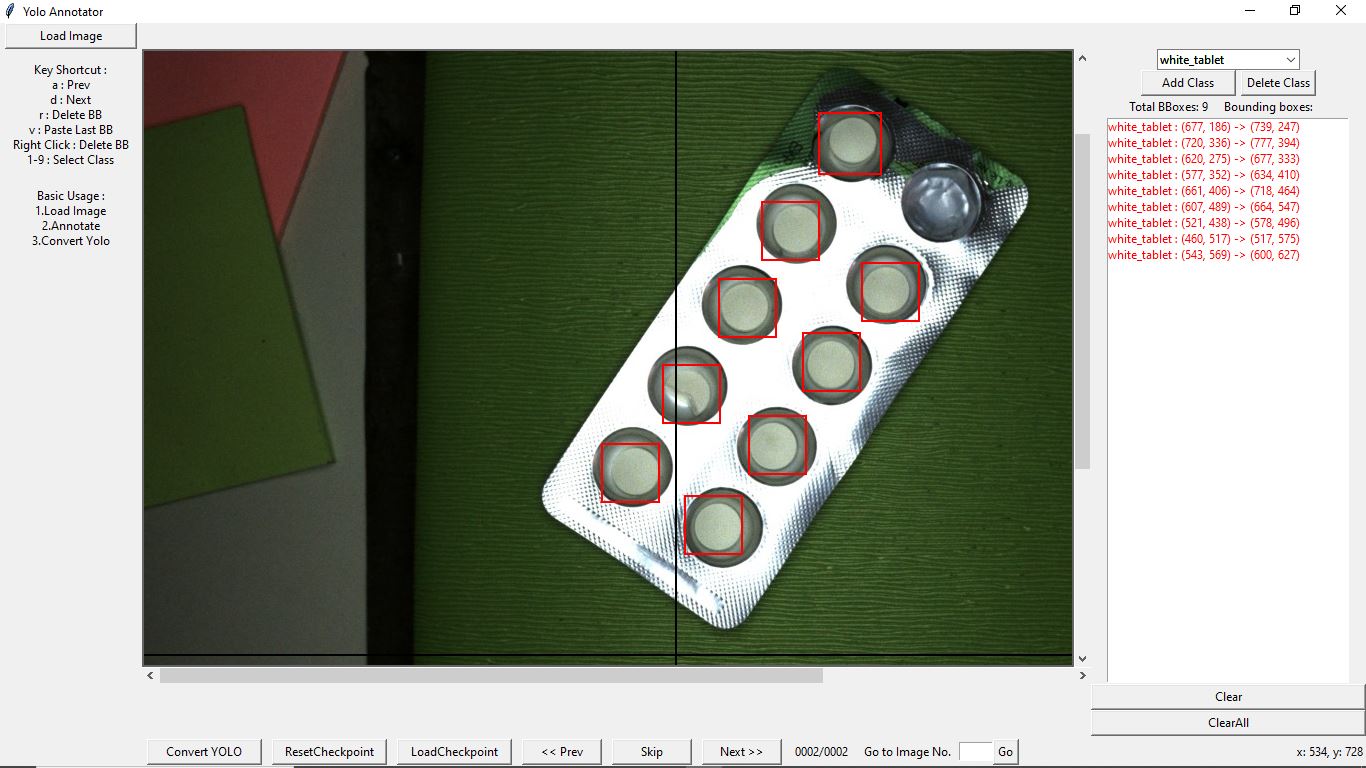 Yolo Annotator
Load Image
Key Shortcut :
a : Prev
d : Next
r : Delete BB
v : Paste Last BB
Right Click : Delete BB
1-9 : Select Class
Basic Usage :
1.Load Image
2.Annotate
3.Convert Yolo
white_tablet
Add Class Delete Class
Total BBoxes: 9 Bounding boxes:
white_tablet : (677, 186) -> (739, 247)
white_tablet : (720, 336) -> (777, 394)
white_tablet : (620, 275) -> (677, 333)
white_tablet : (577, 352) -> (634, 410)
white_tablet : (661, 406) -> (718, 464)
white_tablet : (607, 489) -> (664, 547)
white_tablet : (521, 438) -> (578, 496)
white_tablet : (460, 517) -> (517, 575)
white_tablet : (543, 569) -> (600, 627)
Clear
ClearAll
Convert YOLO ResetCheckpoint LoadCheckpoint << Prev Skip Next >> 0002/0002 Go to Image No. Go x: 534, y: 728